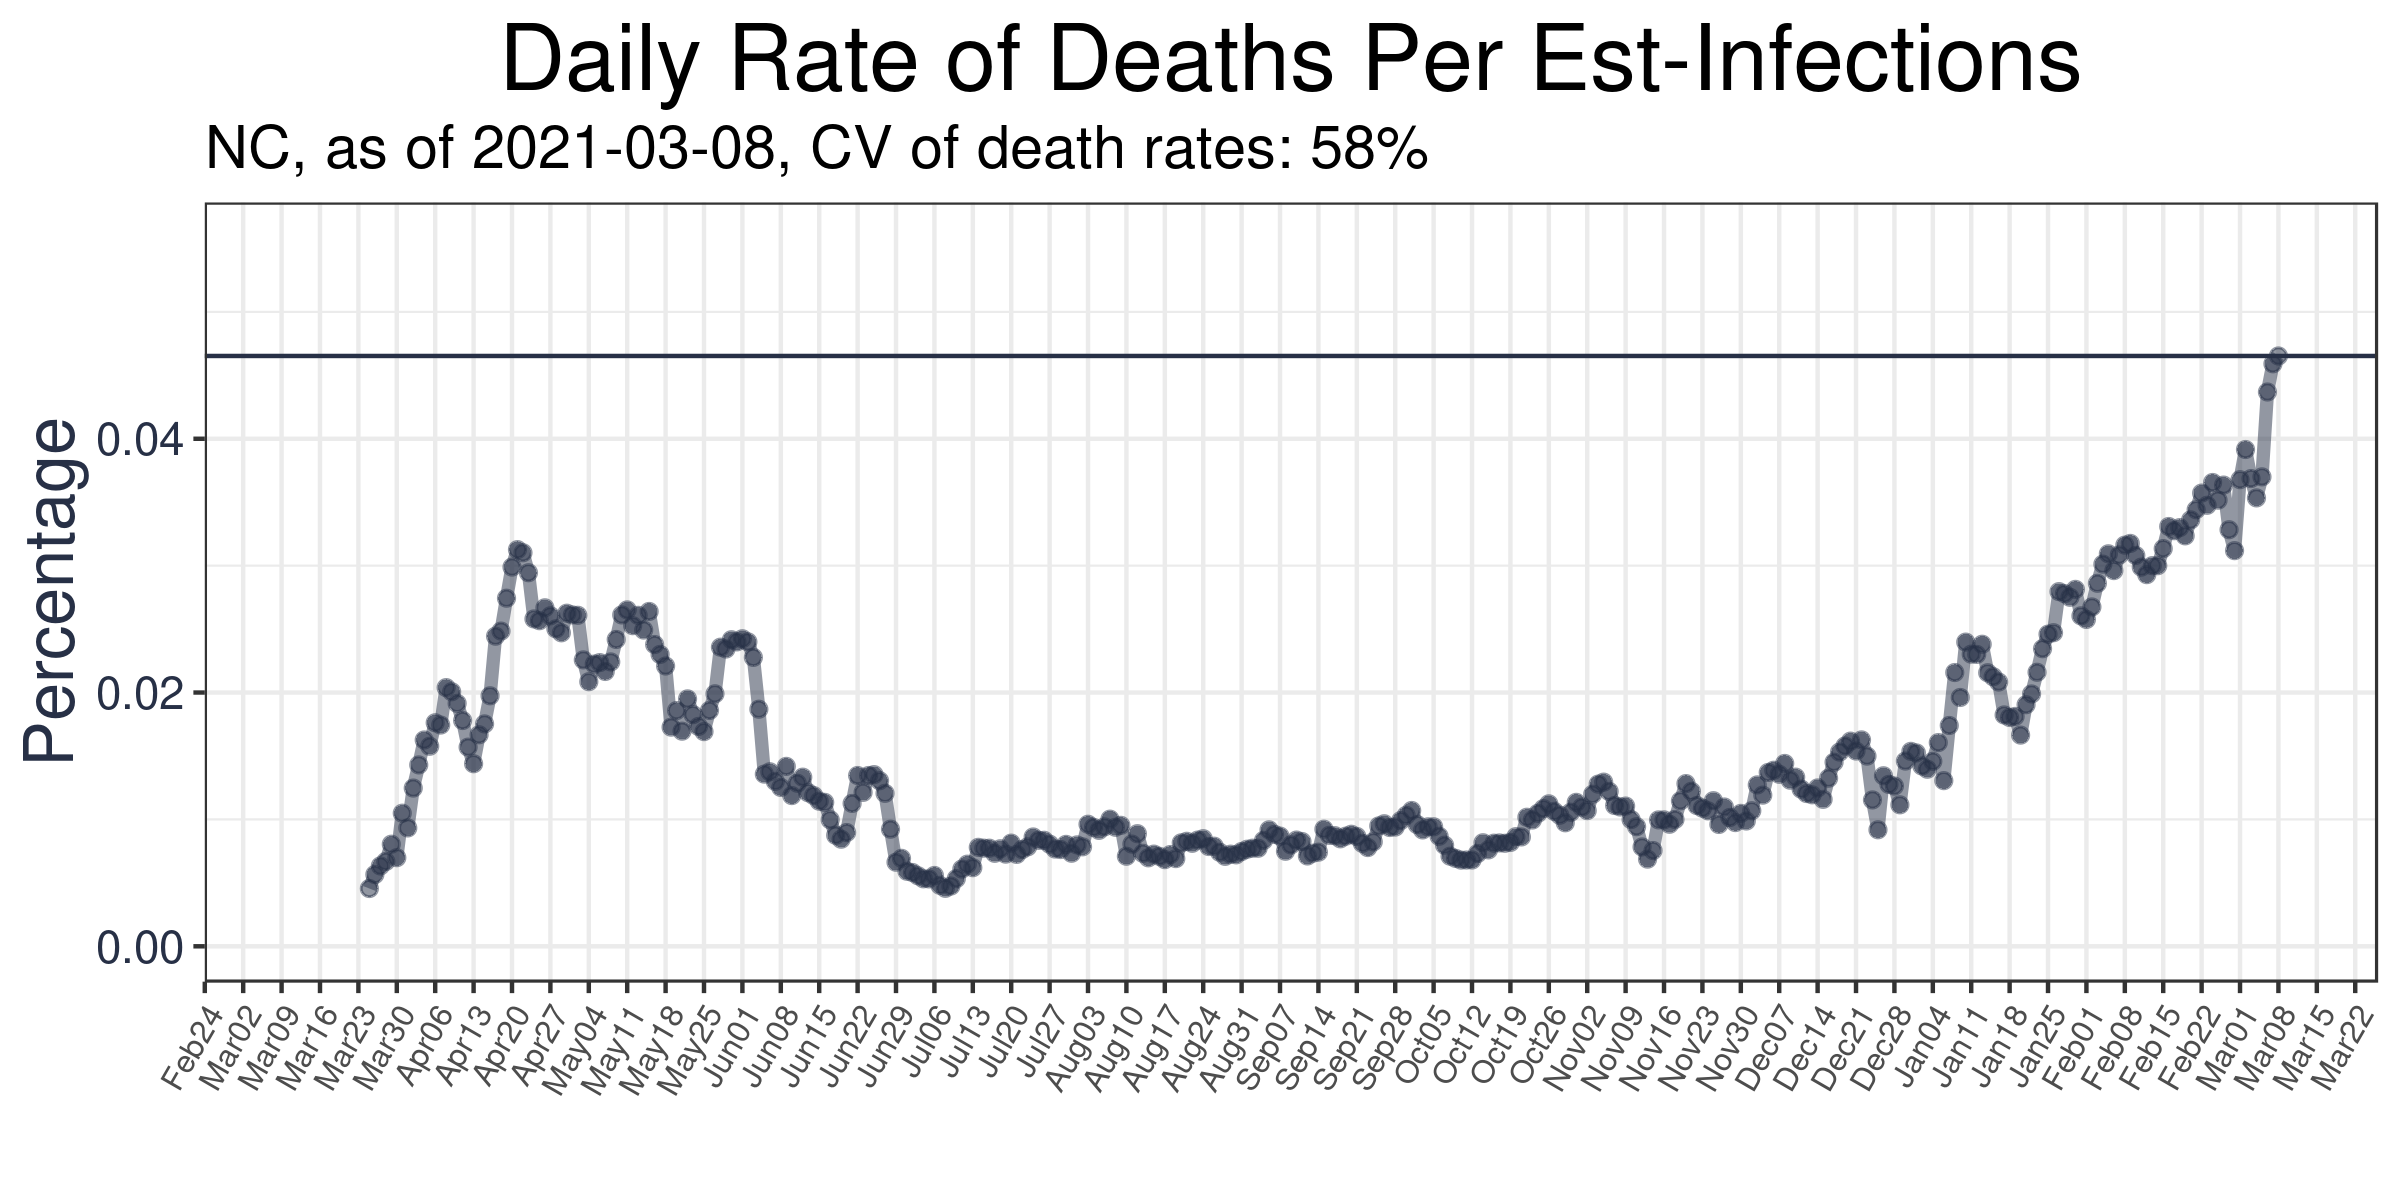 Daily Rate of Deaths Per Est-Infections
NC, as of 2021-03-08, CV of death rates: 58%
Percentage
0.04
0.02
0.00
Feb24
Mar02
Mar09
Mar16
Mar23
Mar30
Apr06
Apr13
Apr20
Apr27
May04
May11
May18
May25
Jun01
Jun08
Jun15
Jun22
Jun29
Jul06
Jul13
Jul20
Jul27
Aug03
Aug10
Aug17
Aug24
Aug31
Sep07
Sep14
Sep21
Sep28
Oct05
Oct12
Oct19
Oct26
Nov02
Nov09
Nov16
Nov23
Nov30
Dec07
Dec14
Dec21
Dec28
Jan04
Jan11
Jan18
Jan25
Feb01
Feb08
Feb15
Feb22
Mar01
Mar08
Mar15
Mar22